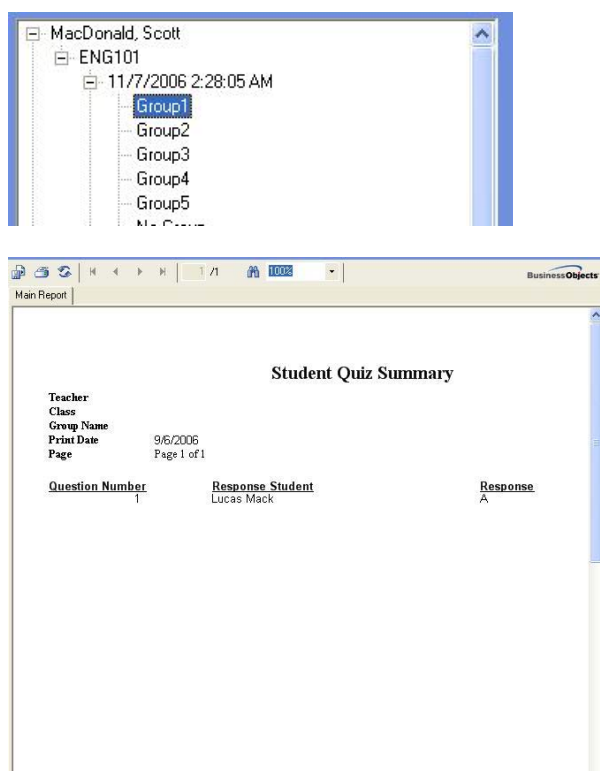 MacDonald, Scott
ENG101
11/7/2006 2:28:05 AM
Group1
Group2
Group3
Group4
Group5
1 /1 100% BusinessObjects
Main Report
Student Quiz Summary
Teacher
Class
Group Name
Print Date 9/6/2006
Page Page 1 of 1
Question Number Response Student Response
1 Lucas Mack A